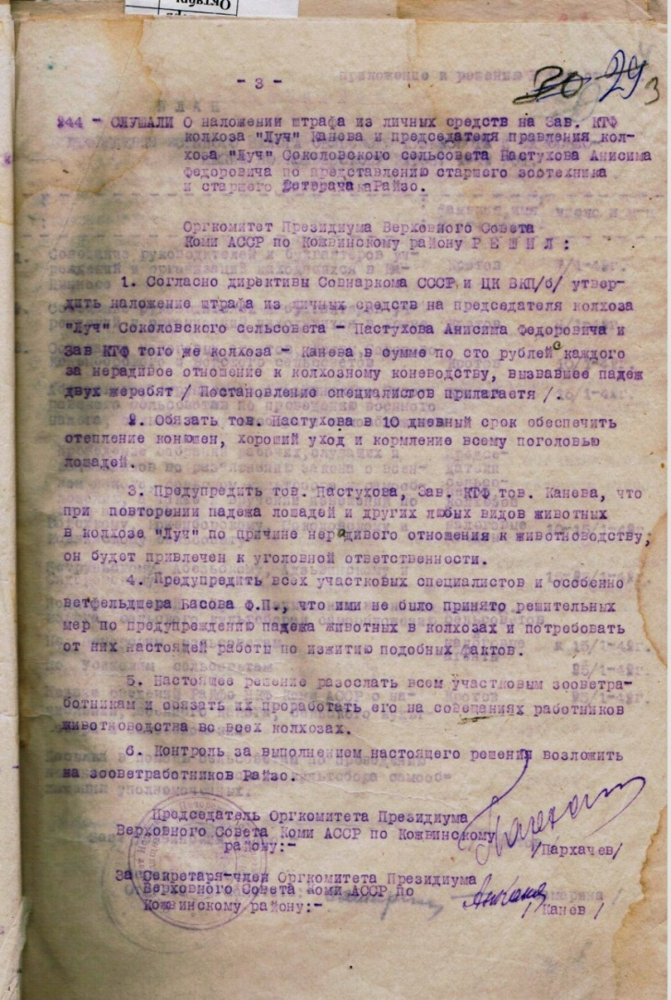 - 3 -
29
3
244 - СЛУШАЛИ О наложении штрафа из личных средств на Зав. КТФ
колхоза "Луч" Канева и председателя правления кол-
хоза "Луч" Соколовского сельсовета Пастухова Анисима
Федоровича по представлению старшего зоотехника
и старшего Ветврача Райзо.
Оргкомитет Президиума Верховного Совета
Коми АССР по Кожвинскому району РЕШИЛ:
1. Согласно директивы Совнаркома СССР и ЦК ВКП/б/ утвер-
дить наложение штрафа из личных средств на председателя колхоза
"Луч" Соколовского сельсовета - Пастухова Анисима Федоровича и
Зав КТФ того же колхоза - Канева в сумме по сто рублей с каждого
за нерадивое отношение к колхозному коневодству, вызвавшее падеж
двух жеребят / Постановление специалистов прилагаетя /.
2. Обязать тов. Пастухова в 10 дневный срок обеспечить
отепление конюшен, хороший уход и кормление всему поголовью
лошадей.
3. Предупредить тов. Пастухова, Зав. КТФ тов. Канева, что
при повторении падежа лошадей и других любых видов животных
в колхозе "Луч" по причине нерадивого отношения к животноводству,
он будет привлечен к уголовной ответственности.
4. Предупредить всех участковых специалистов и особенно
ветфельдшера Басова Ф.П., что ими не было принято решительных
мер по предупреждению падежа животных в колхозах и потребовать
от них настоящей работы по изжитию подобных фактов.
5. Настоящее решение разослать всем участковым зооветра-
ботникам и обязать их проработать его на совещаниях работников
животноводства во всех колхозах.
6. Контроль за выполнением настоящего решения возложить
на зооветработников Райзо.
Председатель Оргкомитета Президиума
Верховного Совета Коми АССР по Кожвинскому
району:-
/Пархачев/
За Секретаря-член Оргкомитета Президиума
Верховного Совета Коми АССР по
Кожвинскому району:-
/Канев/